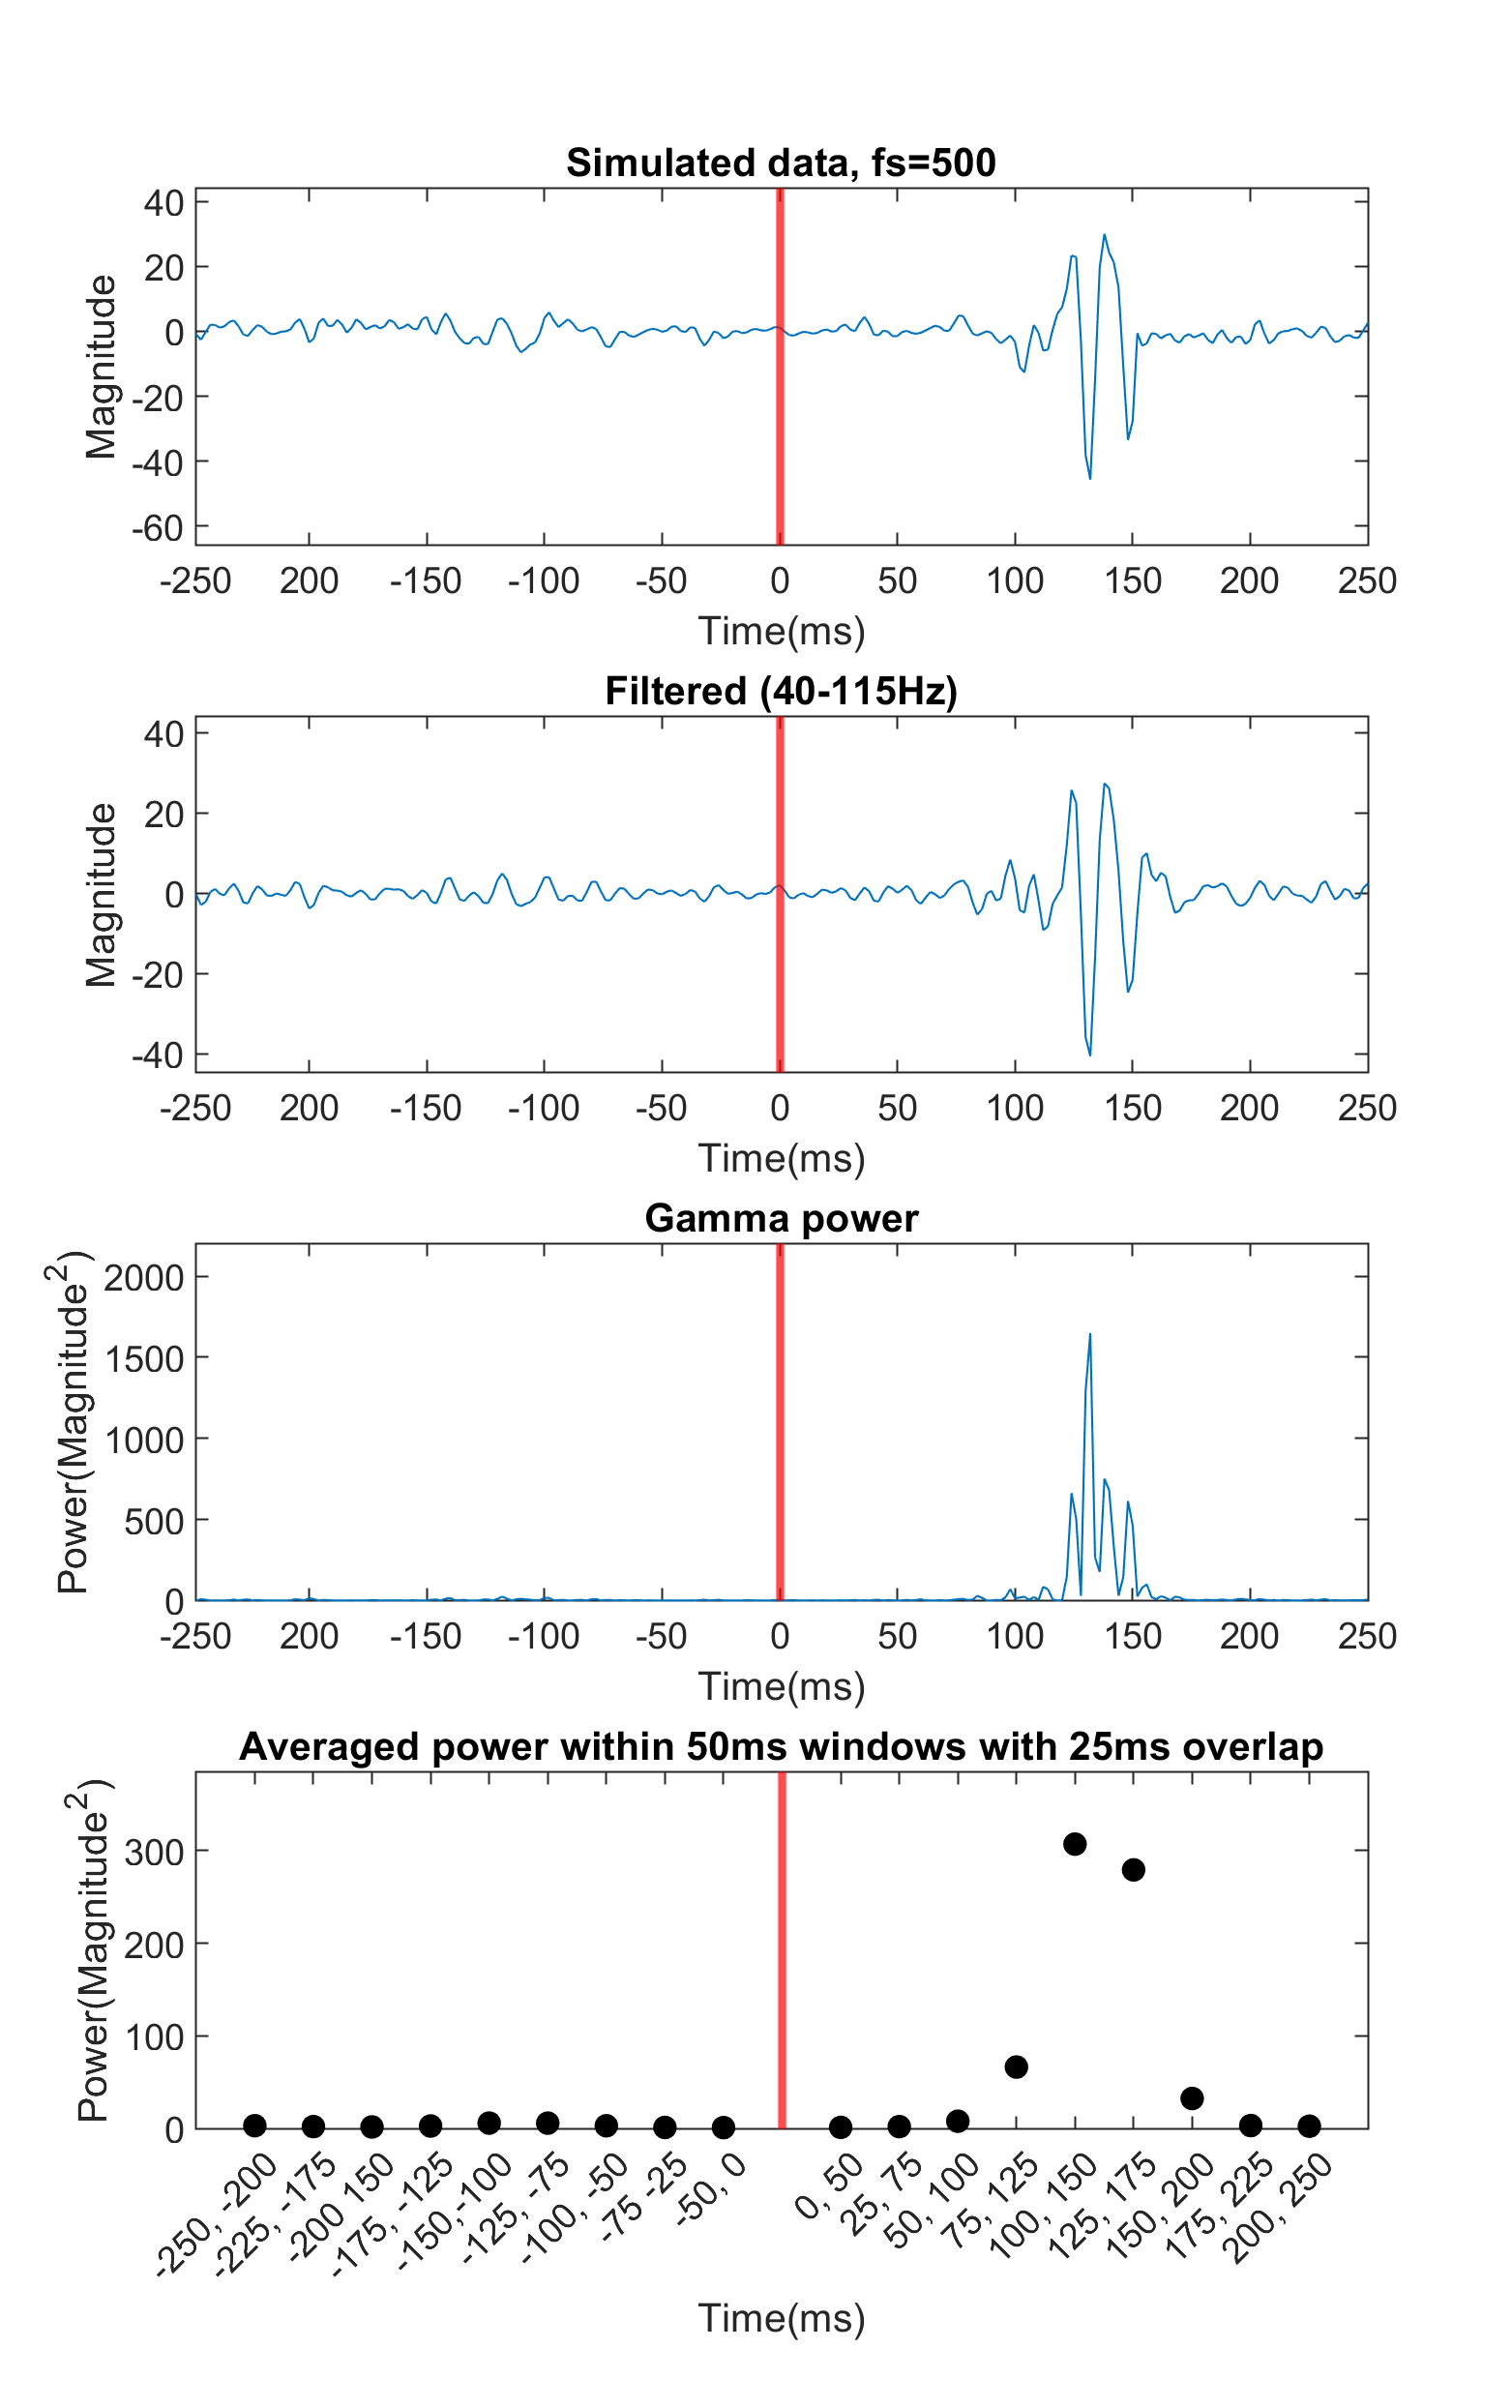 Simulated data, fs=500
Magnitude
40
20
0
-20
-40
-60
-250 200 -150 -100 -50 0 50 100 150 200 250
Time(ms)
Filtered (40-115Hz)
Magnitude
40
20
0
-20
-40
-250 200 -150 -100 -50 0 50 100 150 200 250
Time(ms)
Gamma power
Power(Magnitude²)
2000
1500
1000
500
0
-250 200 -150 -100 -50 0 50 100 150 200 250
Time(ms)
Averaged power within 50ms windows with 25ms overlap
Power(Magnitude²)
300
200
100
0
-250, -200
-225, -175
-200 150
-175, -125
-150, -100
-125, -75
-100, -50
-75 -25
-50, 0
0, 50
25, 75
50, 100
75, 125
100, 150
125, 175
150, 200
175, 225
200, 250
Time(ms)